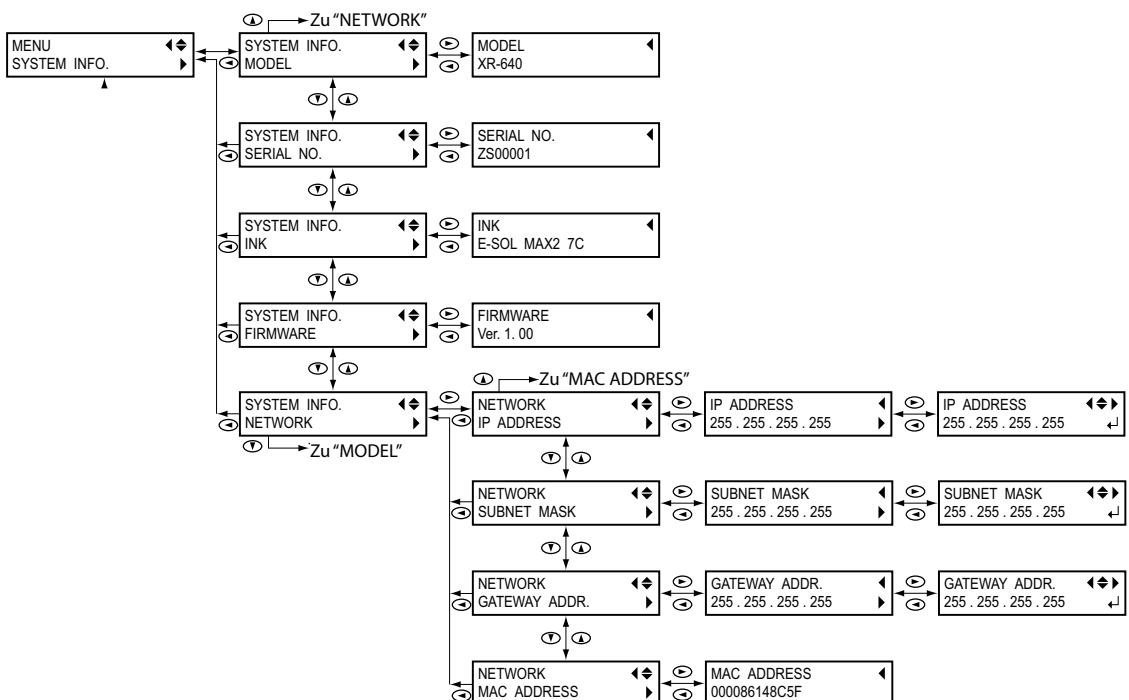 Zu “NETWORK”
MENU
SYSTEM INFO.
SYSTEM INFO.
MODEL
MODEL
XR-640
SYSTEM INFO.
SERIAL NO.
SERIAL NO.
ZS00001
SYSTEM INFO.
INK
INK
E-SOL MAX2 7C
SYSTEM INFO.
FIRMWARE
FIRMWARE
Ver. 1. 00
Zu “MAC ADDRESS”
SYSTEM INFO.
NETWORK
Zu “MODEL”
NETWORK
IP ADDRESS
IP ADDRESS
255 . 255 . 255 . 255
IP ADDRESS
255 . 255 . 255 . 255
NETWORK
SUBNET MASK
SUBNET MASK
255 . 255 . 255 . 255
SUBNET MASK
255 . 255 . 255 . 255
NETWORK
GATEWAY ADDR.
GATEWAY ADDR.
255 . 255 . 255 . 255
GATEWAY ADDR.
255 . 255 . 255 . 255
NETWORK
MAC ADDRESS
MAC ADDRESS
000086148C5F